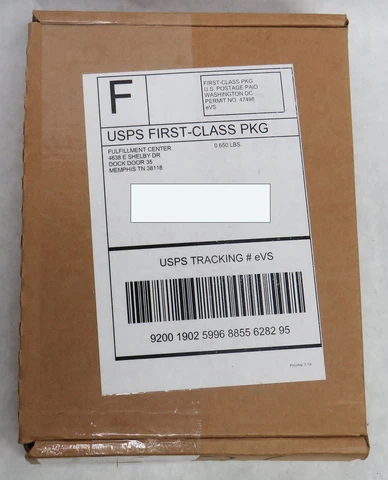 F
FIRST-CLASS PKG
U.S. POSTAGE PAID
WASHINGTON DC
PERMIT NO. 47496
eVS
USPS FIRST-CLASS PKG
FULFILLMENT CENTER
4838 E SHELBY DR
DOCK DOOR 35
MEMPHIS TN 38118
0.650 LBS
USPS TRACKING # eVS
9200 1902 5996 8855 6282 95